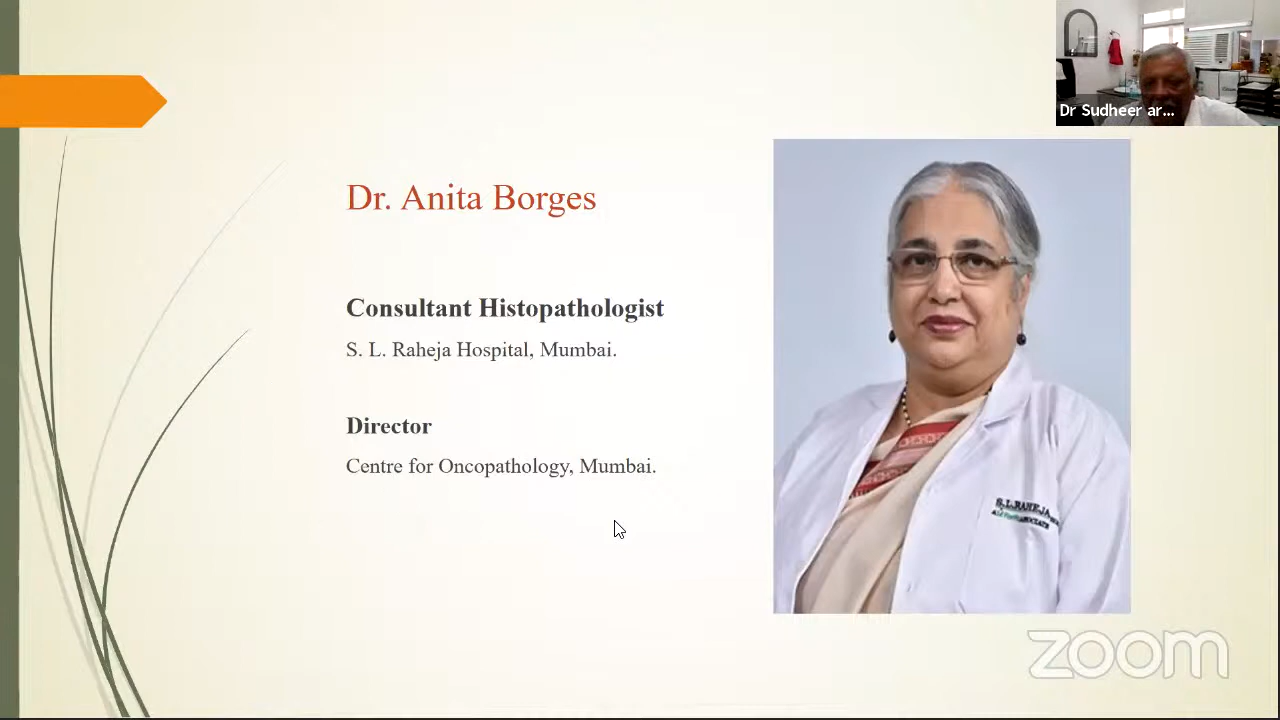 Dr Sudheer ar...
Dr. Anita Borges
Consultant Histopathologist
S. L. Raheja Hospital, Mumbai.
Director
Centre for Oncopathology, Mumbai.
S.L.RAHEJA
zoom